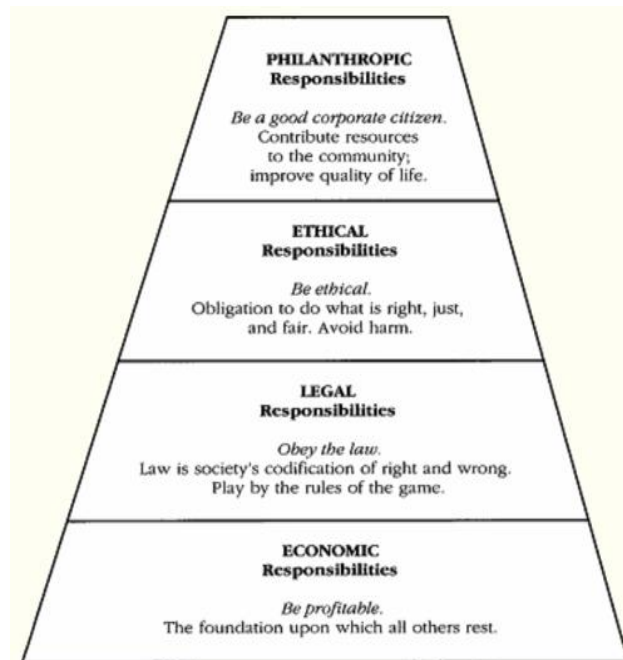 PHILANTHROPIC
Responsibilities
Be a good corporate citizen.
Contribute resources
to the community;
improve quality of life.
ETHICAL
Responsibilities
Be ethical.
Obligation to do what is right, just,
and fair. Avoid harm.
LEGAL
Responsibilities
Obey the law.
Law is society's codification of right and wrong.
Play by the rules of the game.
ECONOMIC
Responsibilities
Be profitable.
The foundation upon which all others rest.